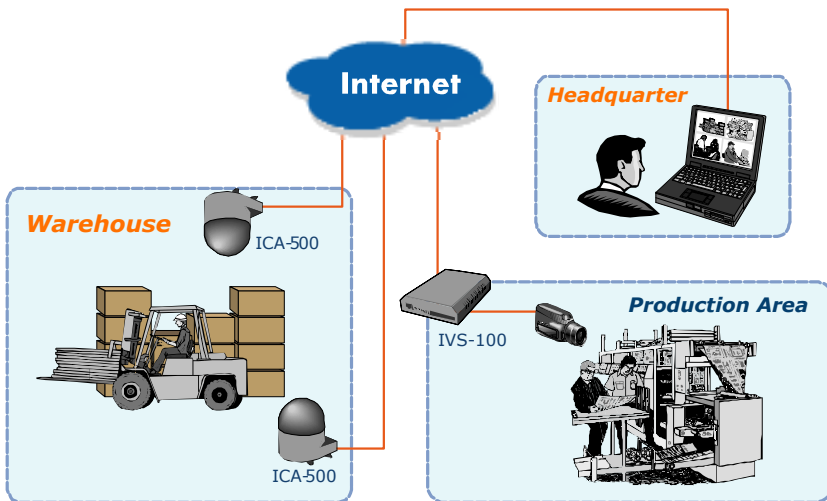 Internet
Headquarter
Warehouse
ICA-500
Production Area
IVS-100
ICA-500